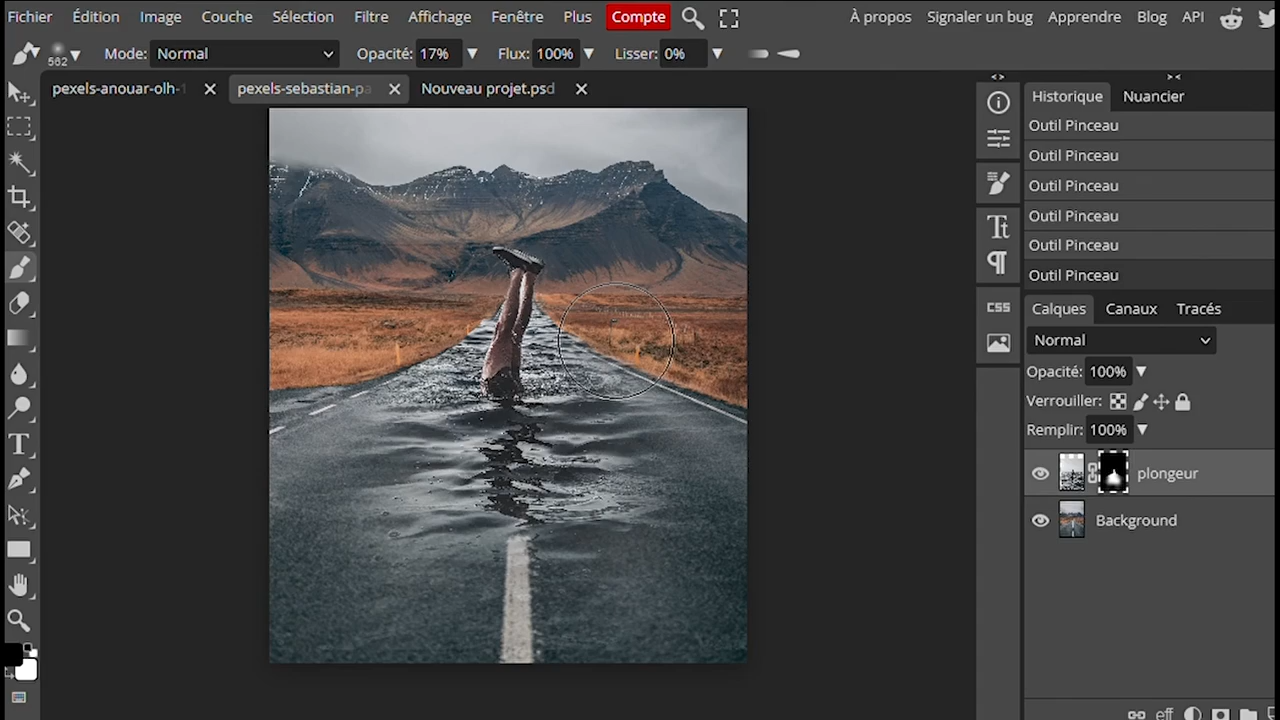 Fichier Édition Image Couche Sélection Filtre Affichage Fenêtre Plus Compte À propos Signaler un bug Apprendre Blog API
562 Mode: Normal Opacité: 17% Flux: 100% Lisser: 0%
pexels-anouar-olh-1 pexels-sebastian-pa Nouveau projet.psd
Historique Nuancier
Outil Pinceau
Outil Pinceau
Outil Pinceau
Outil Pinceau
Outil Pinceau
Outil Pinceau
CSS
Calques Canaux Tracés
Normal
Opacité: 100%
Verrouiller:
Remplir: 100%
plongeur
Background
eff